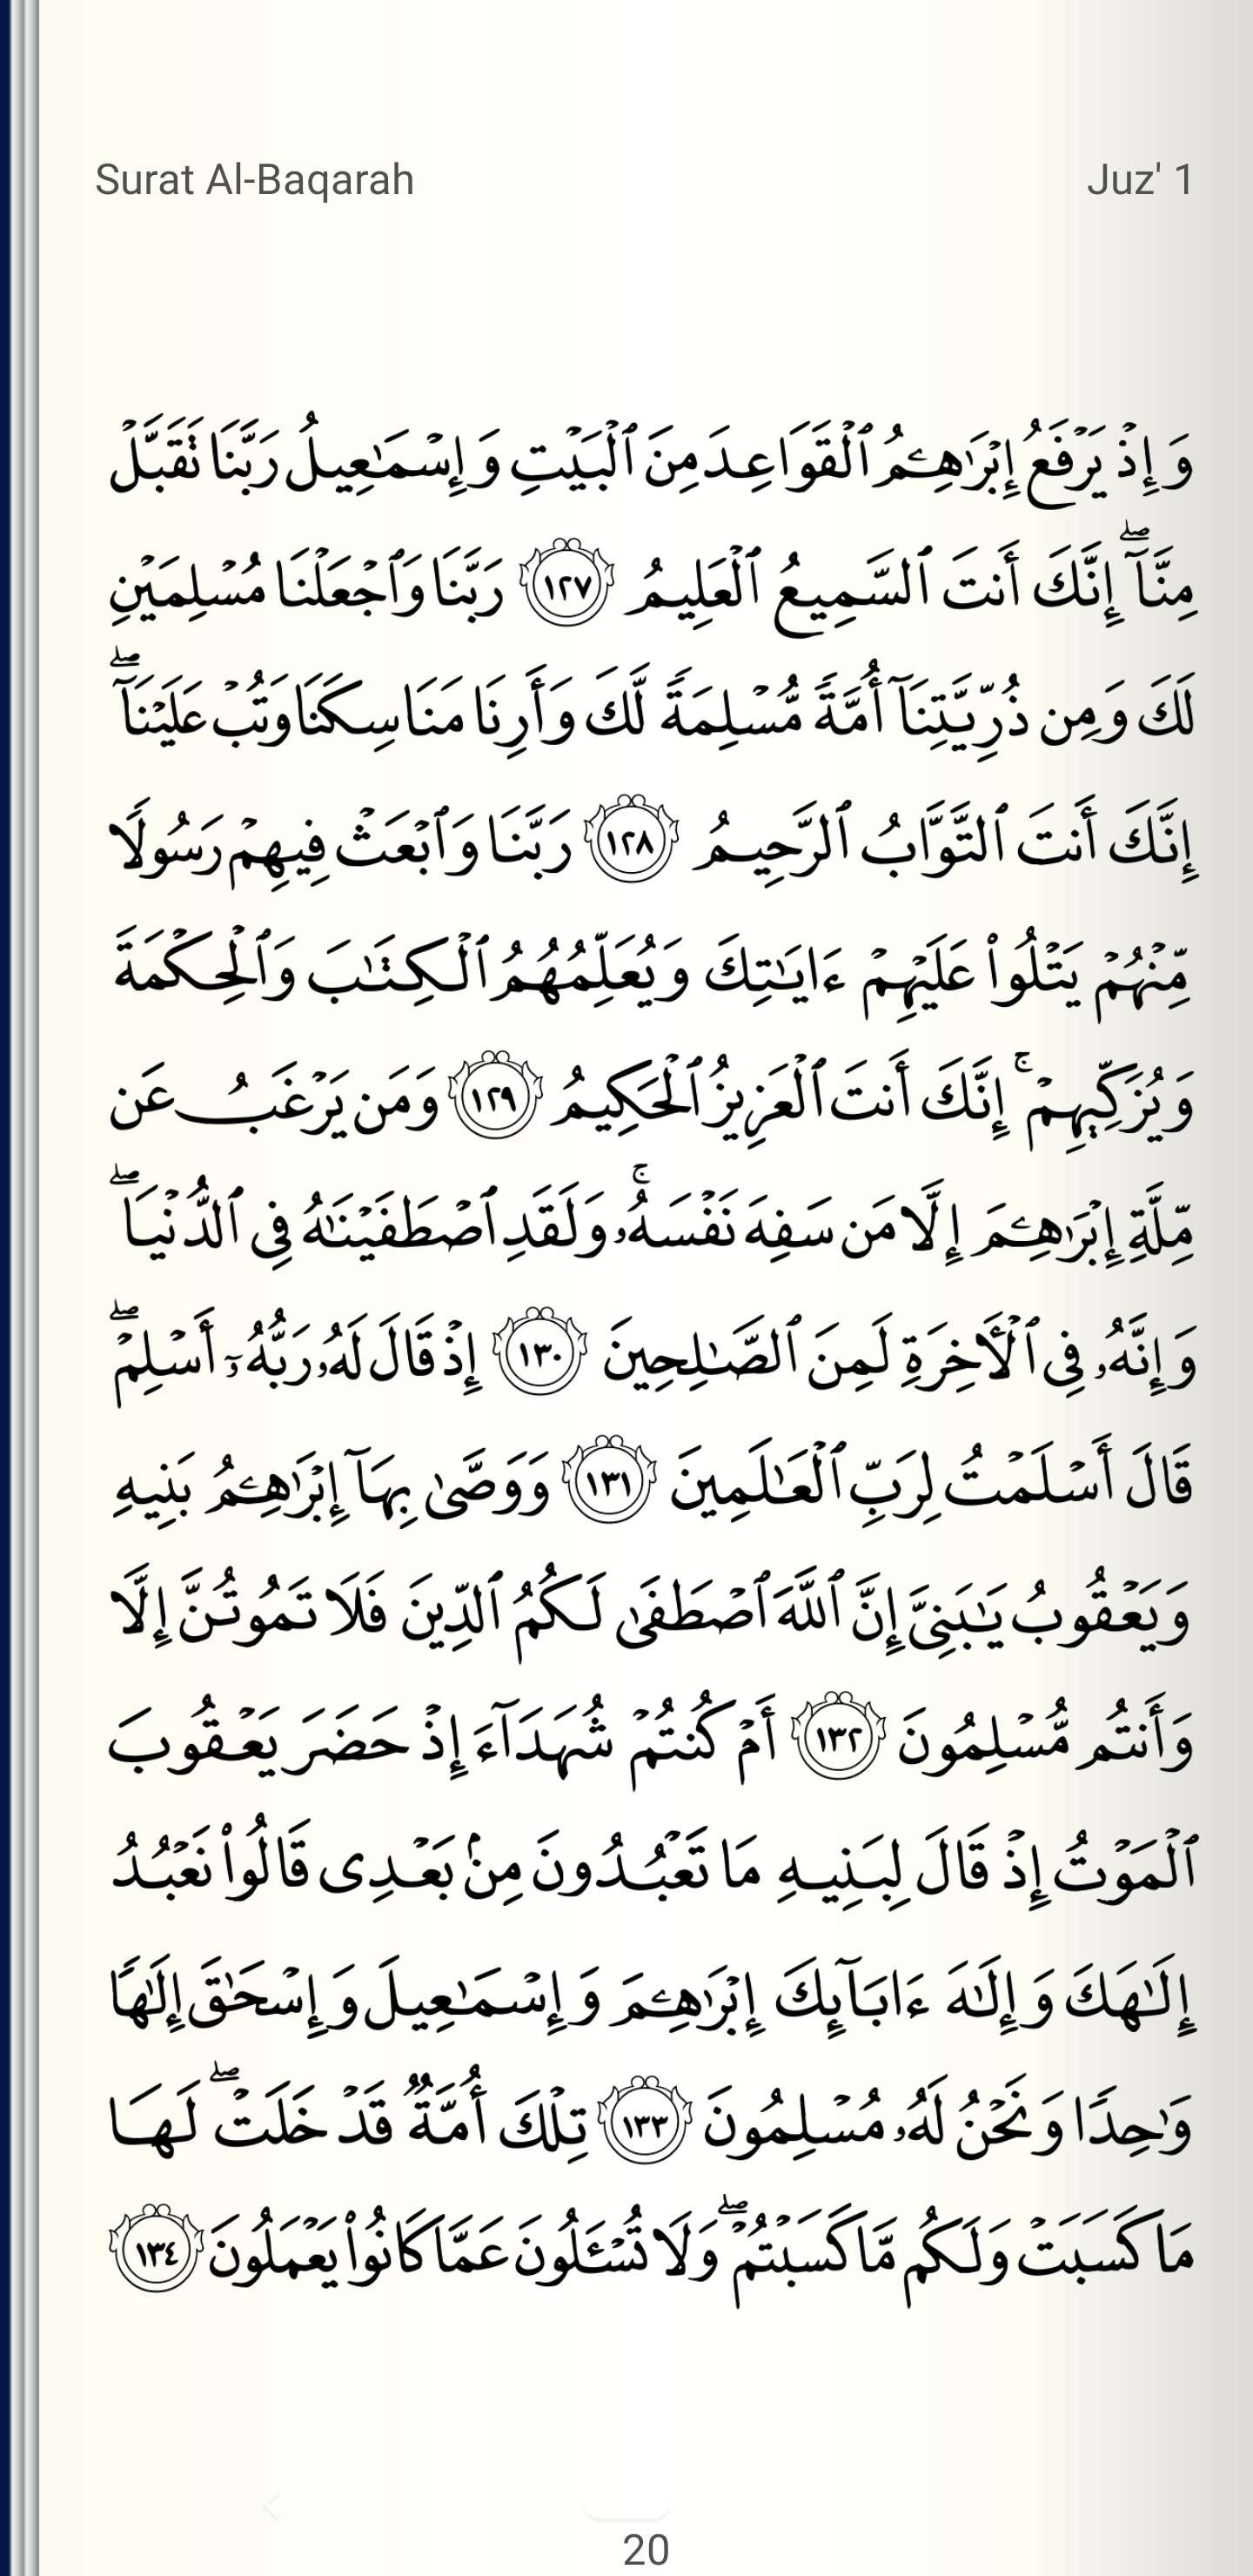 Surat Al-Baqarah
Juz' 1
وَإِذْ يَرْفَعُ إِبْرَٰهِـۧمُ ٱلْقَوَاعِدَ مِنَ ٱلْبَيْتِ وَإِسْمَـٰعِيلُ رَبَّنَا تَقَبَّلْ
مِنَّآ ۖ إِنَّكَ أَنتَ ٱلسَّمِيعُ ٱلْعَلِيمُ ١٢٧ رَبَّنَا وَٱجْعَلْنَا مُسْلِمَيْنِ
لَكَ وَمِن ذُرِّيَّتِنَآ أُمَّةً مُّسْلِمَةً لَّكَ وَأَرِنَا مَنَاسِكَنَا وَتُبْ عَلَيْنَآ ۖ
إِنَّكَ أَنتَ ٱلتَّوَّابُ ٱلرَّحِيمُ ١٢٨ رَبَّنَا وَٱبْعَثْ فِيهِمْ رَسُولًا
مِّنْهُمْ يَتْلُوا۟ عَلَيْهِمْ ءَايَـٰتِكَ وَيُعَلِّمُهُمُ ٱلْكِتَـٰبَ وَٱلْحِكْمَةَ
وَيُزَكِّيهِمْ ۚ إِنَّكَ أَنتَ ٱلْعَزِيزُ ٱلْحَكِيمُ ١٢٩ وَمَن يَرْغَبُ عَن
مِّلَّةِ إِبْرَٰهِـۧمَ إِلَّا مَن سَفِهَ نَفْسَهُۥ ۚ وَلَقَدِ ٱصْطَفَيْنَـٰهُ فِى ٱلدُّنْيَا ۖ
وَإِنَّهُۥ فِى ٱلْـَٔاخِرَةِ لَمِنَ ٱلصَّـٰلِحِينَ ١٣٠ إِذْ قَالَ لَهُۥ رَبُّهُۥٓ أَسْلِمْ ۖ
قَالَ أَسْلَمْتُ لِرَبِّ ٱلْعَـٰلَمِينَ ١٣١ وَوَصَّىٰ بِهَآ إِبْرَٰهِـۧمُ بَنِيهِ
وَيَعْقُوبُ يَـٰبَنِىَّ إِنَّ ٱللَّهَ ٱصْطَفَىٰ لَكُمُ ٱلدِّينَ فَلَا تَمُوتُنَّ إِلَّا
وَأَنتُم مُّسْلِمُونَ ١٣٢ أَمْ كُنتُمْ شُهَدَآءَ إِذْ حَضَرَ يَعْقُوبَ
ٱلْمَوْتُ إِذْ قَالَ لِبَنِيهِ مَا تَعْبُدُونَ مِنۢ بَعْدِى قَالُوا۟ نَعْبُدُ
إِلَـٰهَكَ وَإِلَـٰهَ ءَابَآئِكَ إِبْرَٰهِـۧمَ وَإِسْمَـٰعِيلَ وَإِسْحَـٰقَ إِلَـٰهًا
وَٰحِدًا وَنَحْنُ لَهُۥ مُسْلِمُونَ ١٣٣ تِلْكَ أُمَّةٌ قَدْ خَلَتْ ۖ لَهَا
مَا كَسَبَتْ وَلَكُم مَّا كَسَبْتُمْ ۖ وَلَا تُسْـَٔلُونَ عَمَّا كَانُوا۟ يَعْمَلُونَ ١٣٤
20